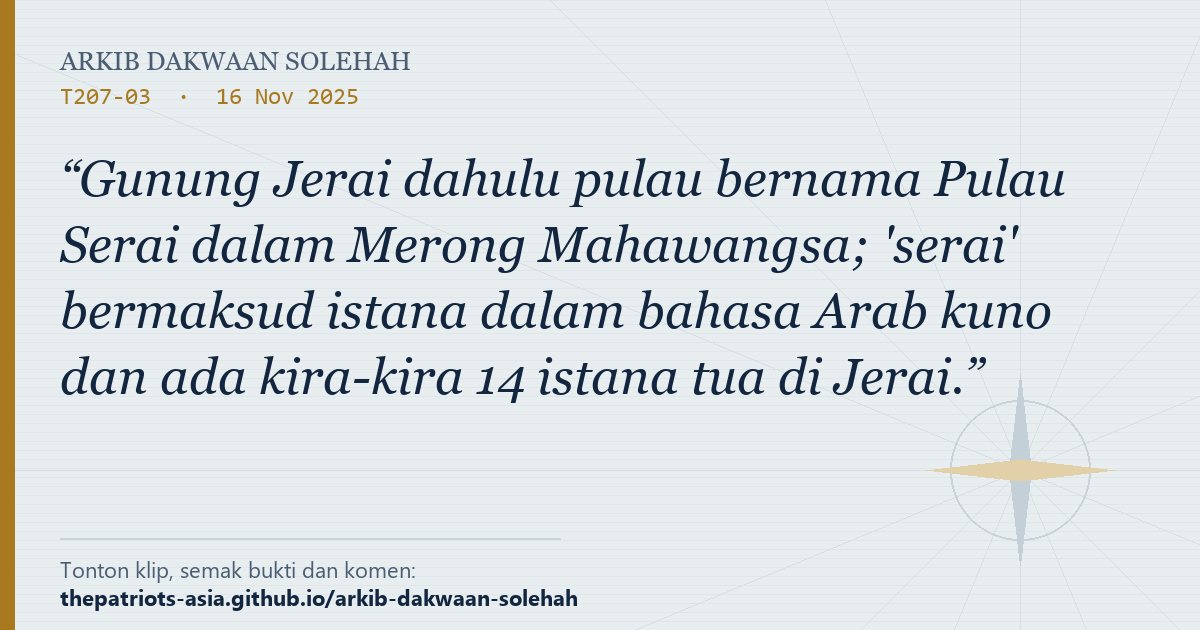 ARKIB DAKWAAN SOLEHAH
T207-03 · 16 Nov 2025
“Gunung Jerai dahulu pulau bernama Pulau
Serai dalam Merong Mahawangsa; 'serai'
bermaksud istana dalam bahasa Arab kuno
dan ada kira-kira 14 istana tua di Jerai.”
Tonton klip, semak bukti dan komen:
thepatriots-asia.github.io/arkib-dakwaan-solehah